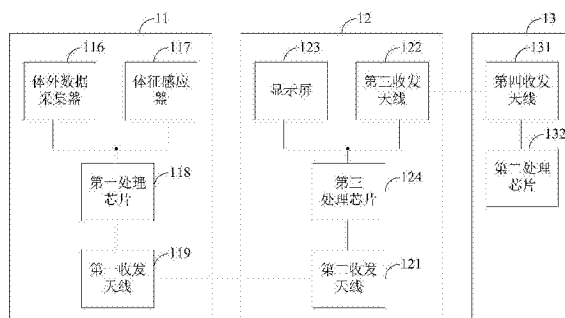 11
116
117
体外数据
采集器
体征感应
器
第一处理
芯片
118
第一收发
天线
119
12
123
122
显示屏
第三收发
天线
第三
处理芯片
124
第二收发
天线
121
13
131
第四收发
天线
132
第二处理
芯片